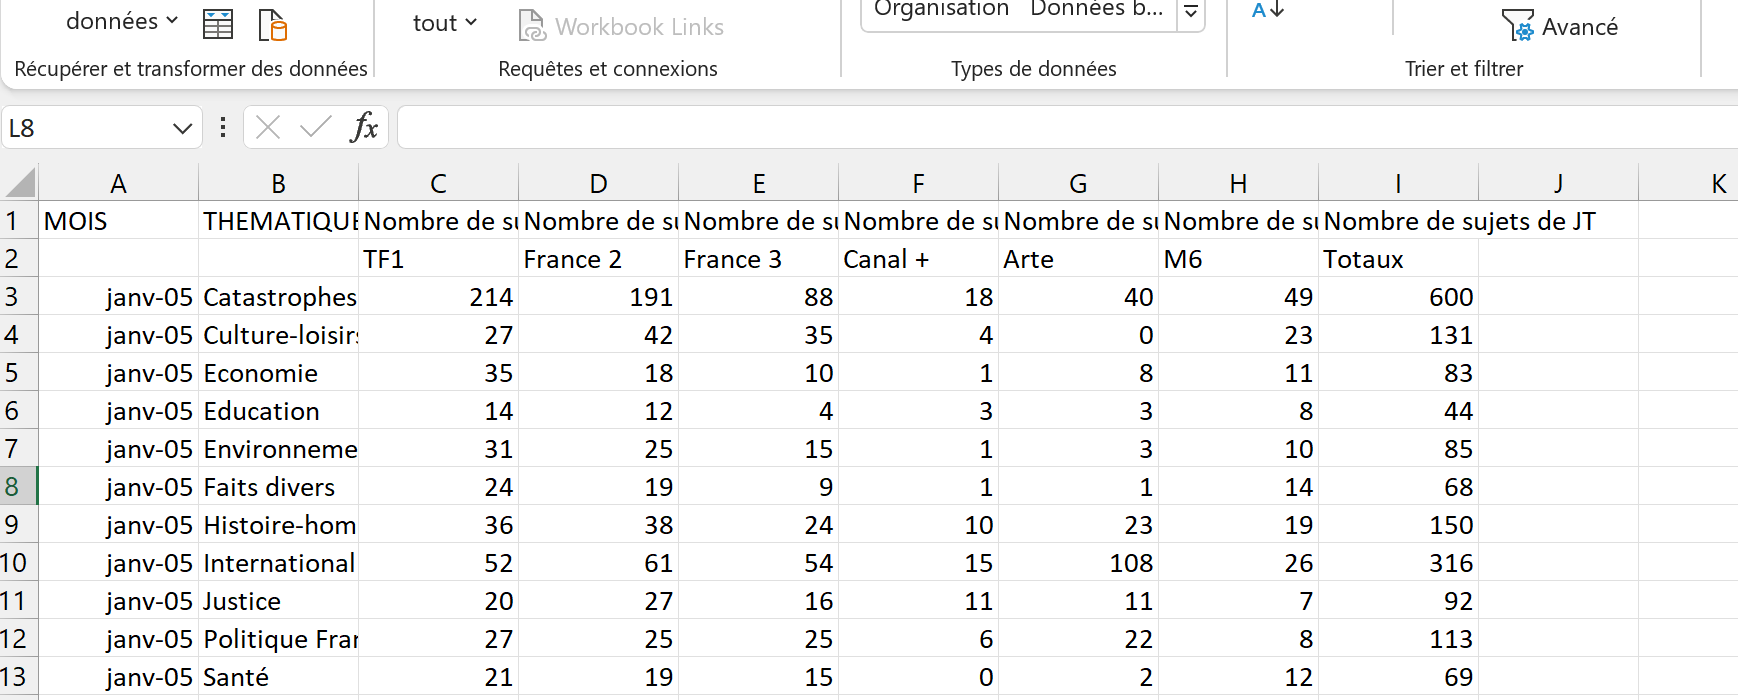 données tout Workbook Links Organisation Données b... A Avancé
Récupérer et transformer des données Requêtes et connexions Types de données Trier et filtrer
L8 fx
A B C D E F G H I J K
1 MOIS THEMATIQUE Nombre de su Nombre de su Nombre de su Nombre de su Nombre de su Nombre de su Nombre de sujets de JT
2 TF1 France 2 France 3 Canal + Arte M6 Totaux
3 janv-05 Catastrophes 214 191 88 18 40 49 600
4 janv-05 Culture-loisirs 27 42 35 4 0 23 131
5 janv-05 Economie 35 18 10 1 8 11 83
6 janv-05 Education 14 12 4 3 3 8 44
7 janv-05 Environneme 31 25 15 1 3 10 85
8 janv-05 Faits divers 24 19 9 1 1 14 68
9 janv-05 Histoire-hom 36 38 24 10 23 19 150
10 janv-05 International 52 61 54 15 108 26 316
11 janv-05 Justice 20 27 16 11 11 7 92
12 janv-05 Politique Fran 27 25 25 6 22 8 113
13 janv-05 Santé 21 19 15 0 2 12 69